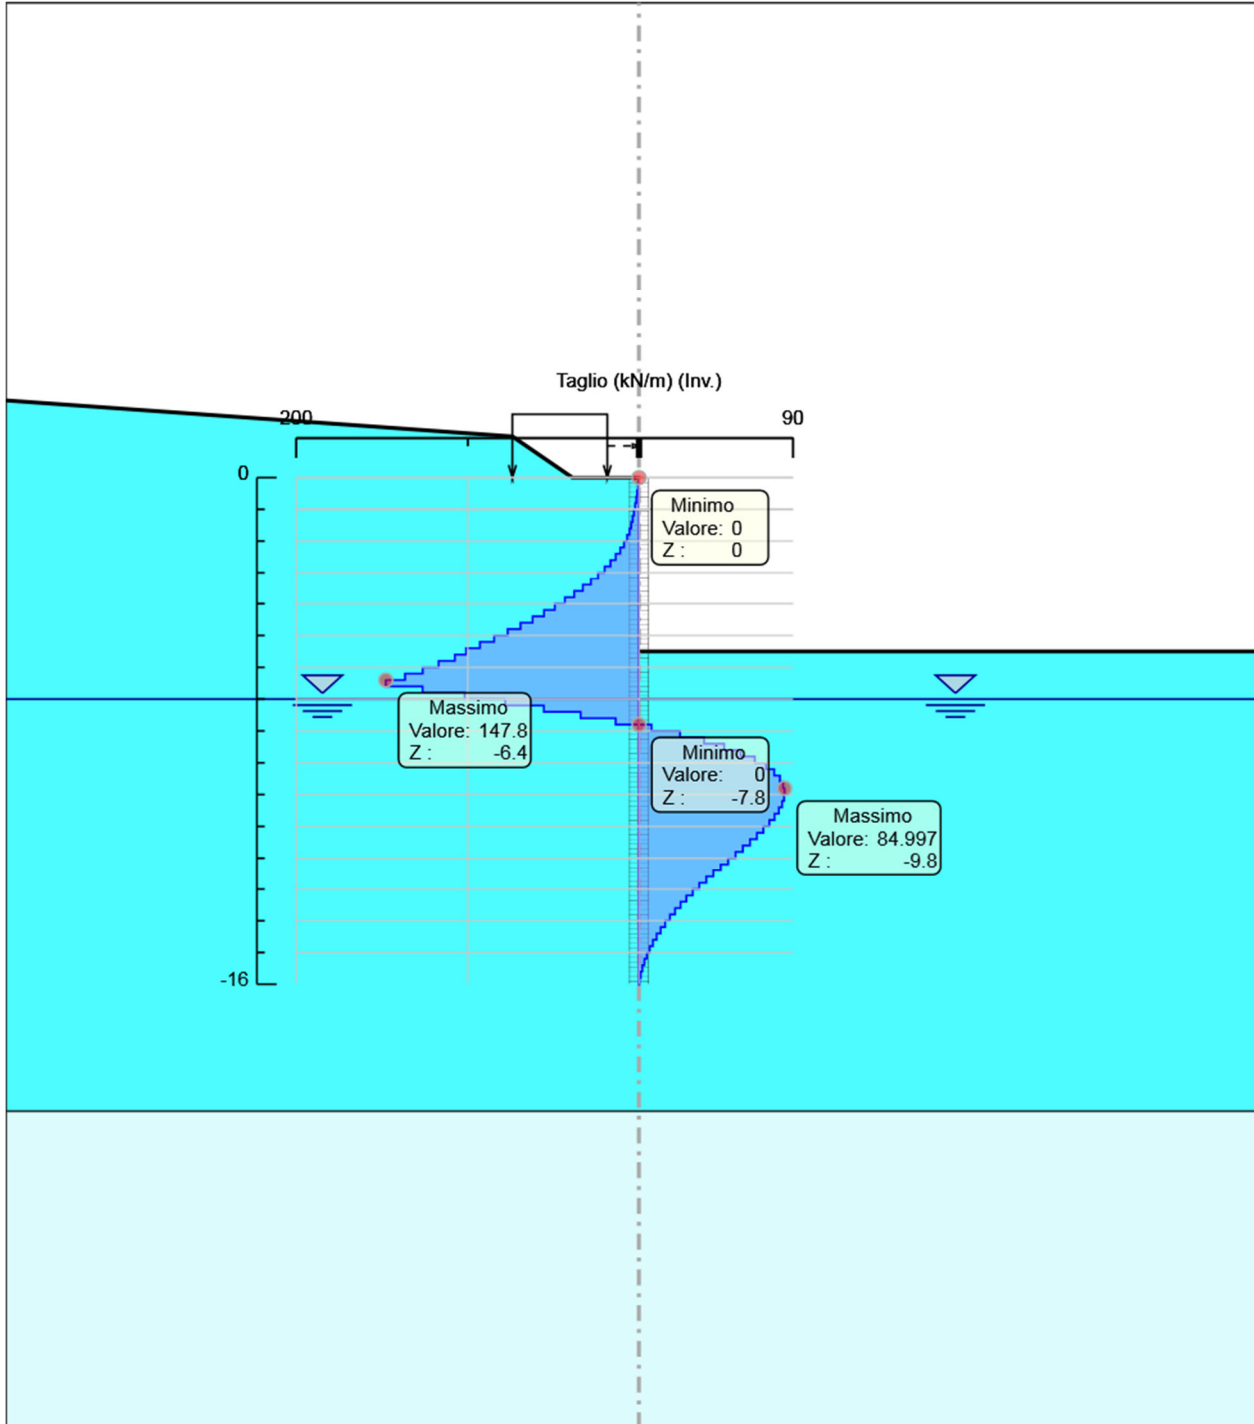 Taglio (kN/m) (Inv.)
200
90
0
Minimo
Valore: 0
Z : 0
Massimo
Valore: 147.8
Z : -6.4
Minimo
Valore: 0
Z : -7.8
Massimo
Valore: 84.997
Z : -9.8
-16